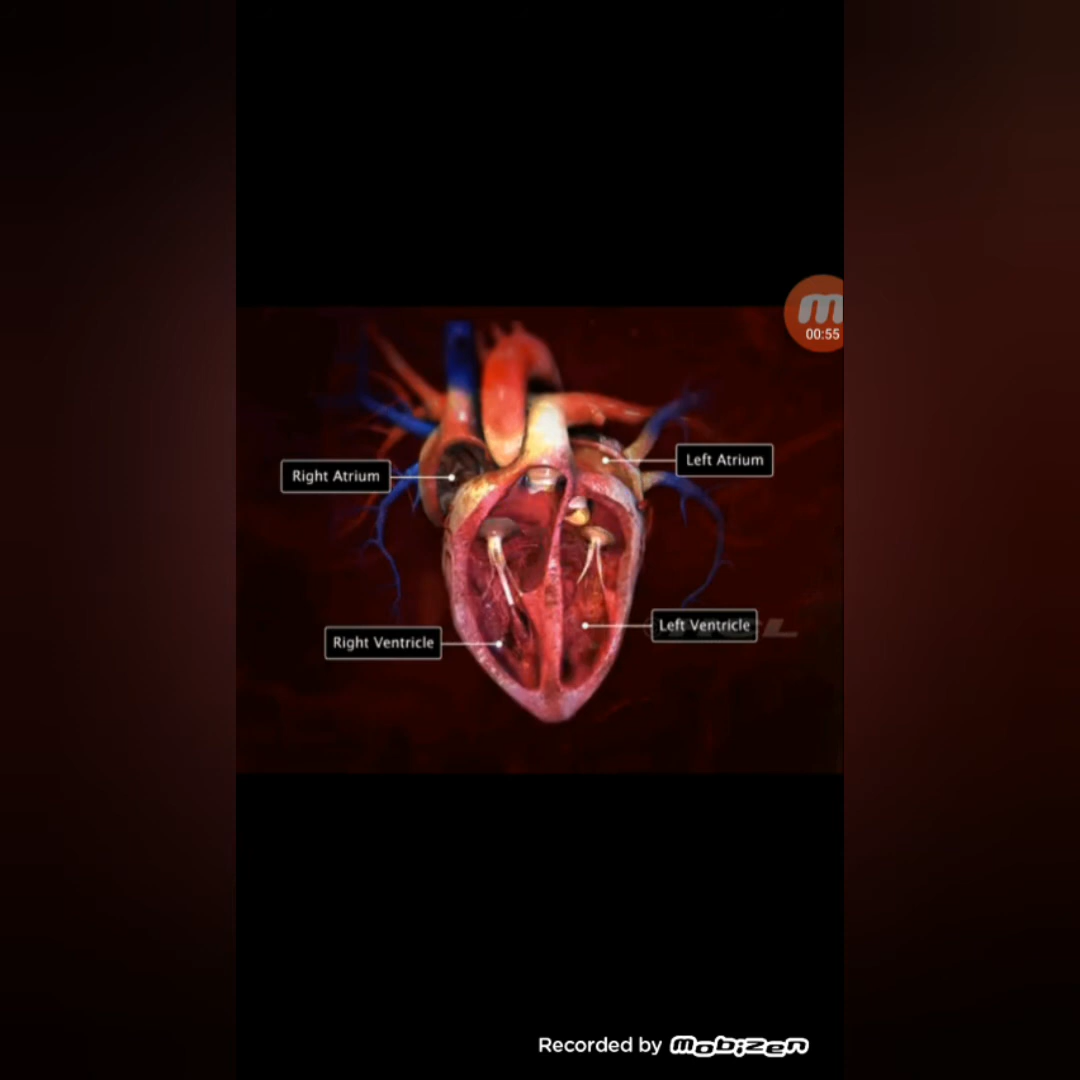 00:55
Left Atrium
Right Atrium
Left Ventricle
Right Ventricle
Recorded by mobizen